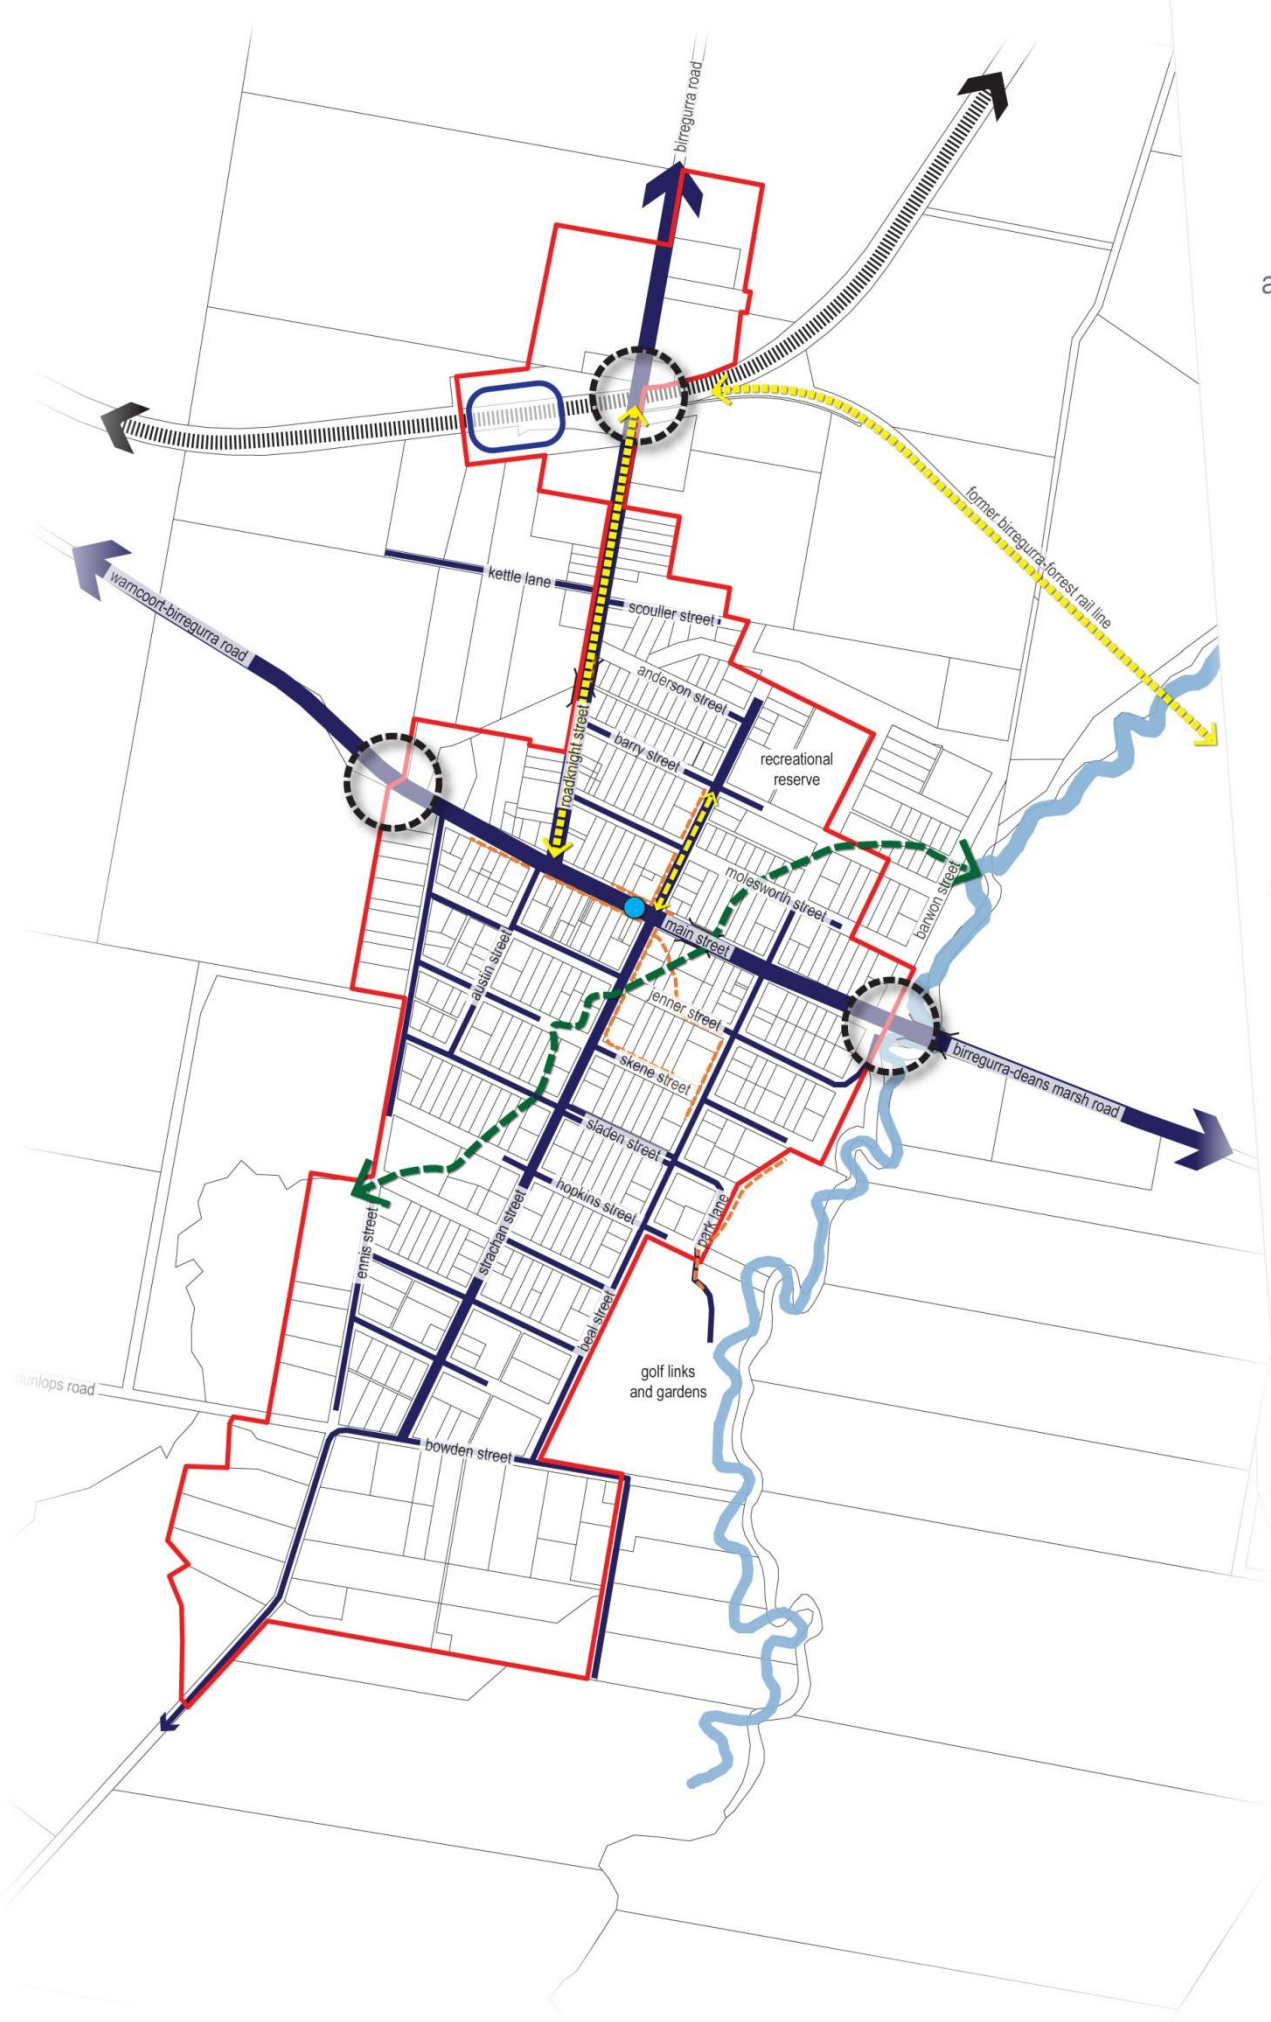 birregurra road
a
former birregurra-forrest rail line
kettle lane
scouller street
warncoort-birregurra road
anderson street
roadknight street
barry street
recreational
reserve
molesworth street
barwon street
main street
austin street
jenner street
birregurra-deans marsh road
skene street
sladen street
hopkins street
park lane
strachan street
ennis street
beal street
golf links
and gardens
dunlops road
bowden street